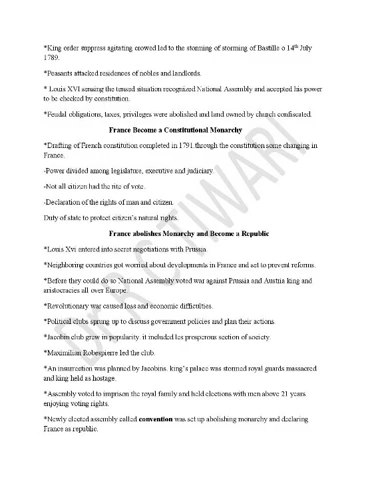 *King order suppress agitating crowed led to the storming of storming of Bastille o 14th July
1789.
*Peasants attacked residences of nobles and landlords.
* Louis XVI sensing the tensed situation recognized National Assembly and accepted his power
to be checked by constitution.
*Feudal obligations, taxes, privileges were abolished and land owned by church confiscated.
France Become a Constitutional Monarchy
*Drafting of French constitution completed in 1791.through the constitution some changing in
France.
-Power divided among legislature, executive and judiciary.
-Not all citizen had the rite of vote.
-Declaration of the rights of man and citizen.
Duty of state to protect citizen's natural rights.
France abolishes Monarchy and Become a Republic
*Louis Xvi entered into secret negotiations with Prussia.
*Neighboring countries got worried about developments in France and act to prevent reforms.
*Before they could do so National Assembly voted war against Prussia and Austria king and
aristocracies all over Europe.
*Revolutionary war caused loss and economic difficulties.
*Political clubs sprung up to discuss government policies and plan their actions.
*Jacobin club grew in popularity. it included les prosperous section of society.
*Maximilian Robespierre led the club.
*An insurrection was planned by Jacobins. king's palace was stormed royal guards massacred
and king held as hostage.
*Assembly voted to imprison the royal family and held elections with men above 21 years
enjoying voting rights.
*Newly elected assembly called convention was set up abolishing monarchy and declaring
France as republic.
Dr R C TIWARI